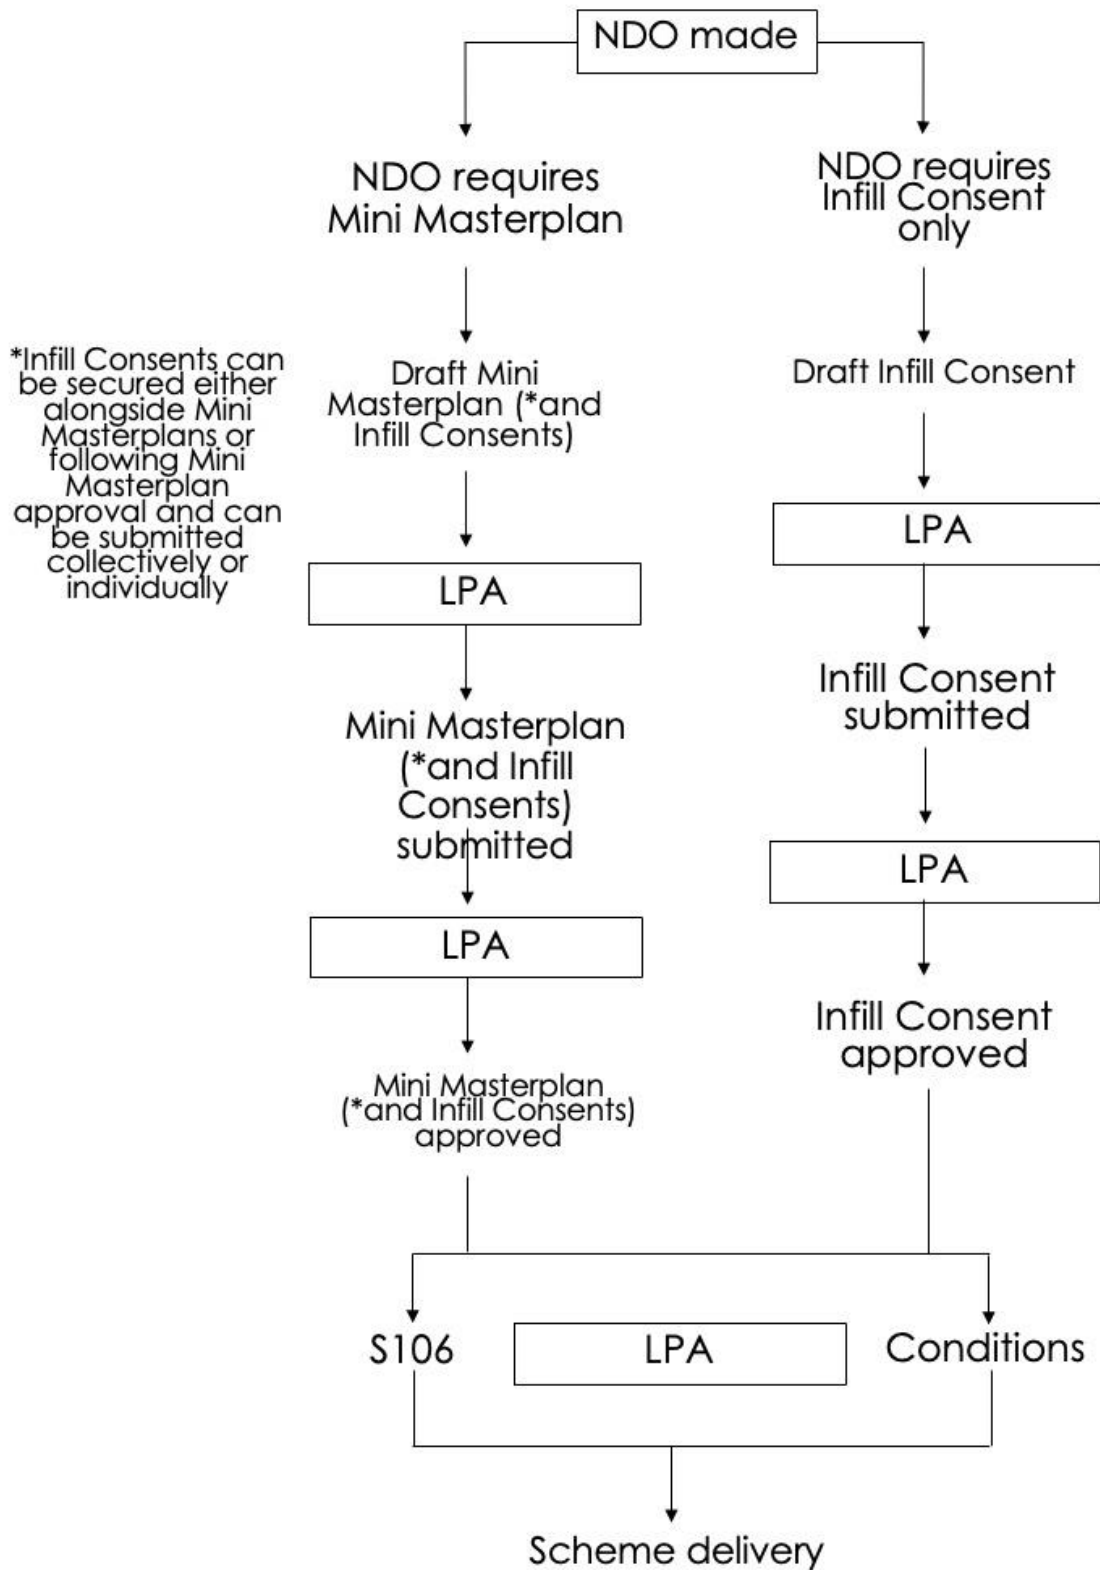 NDO made
NDO requires
Mini Masterplan
NDO requires
Infill Consent
only
*Infill Consents can
be secured either
alongside Mini
Masterplans or
following Mini
Masterplan
approval and can
be submitted
collectively or
individually
Draft Mini
Masterplan (*and
Infill Consents)
Draft Infill Consent
LPA
LPA
Mini Masterplan
(*and Infill
Consents)
submitted
Infill Consent
submitted
LPA
LPA
Mini Masterplan
(*and Infill Consents)
approved
Infill Consent
approved
S106
LPA
Conditions
Scheme delivery